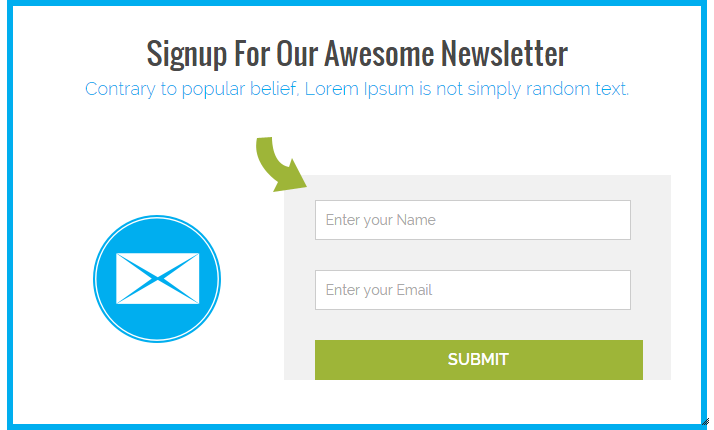 Signup For Our Awesome Newsletter
Contrary to popular belief, Lorem Ipsum is not simply random text.
Enter your Name
Enter your Email
SUBMIT